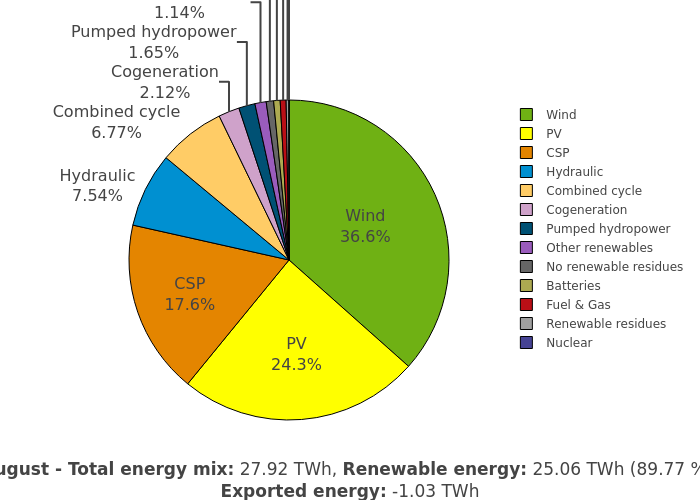 1.14%
Pumped hydropower
1.65%
Cogeneration
2.12%
Combined cycle
6.77%
Hydraulic
7.54%
Wind
36.6%
CSP
17.6%
PV
24.3%
Wind
PV
CSP
Hydraulic
Combined cycle
Cogeneration
Pumped hydropower
Other renewables
No renewable residues
Batteries
Fuel & Gas
Renewable residues
Nuclear
ugust - Total energy mix: 27.92 TWh, Renewable energy: 25.06 TWh (89.77 %
Exported energy: -1.03 TWh